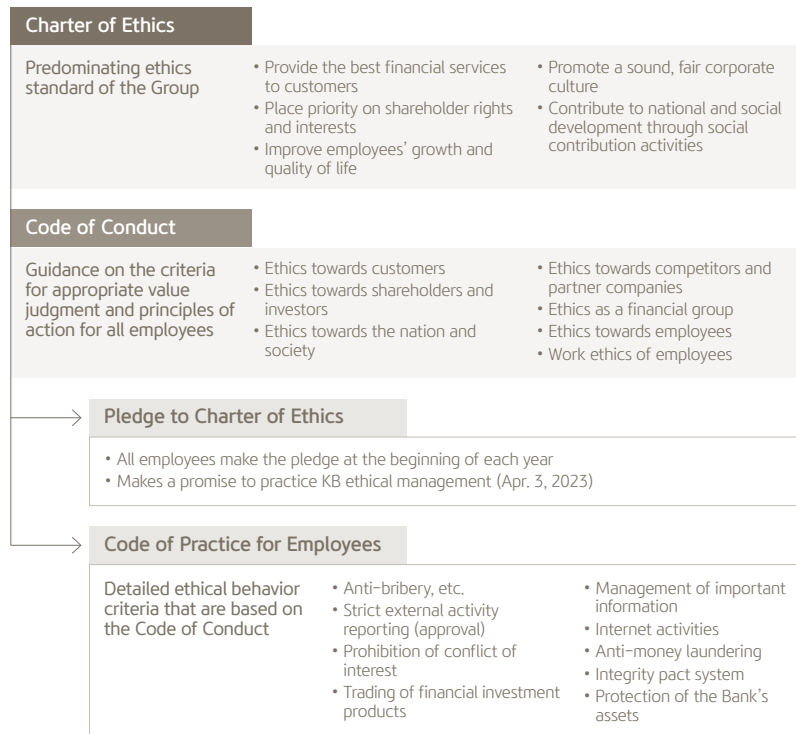 Charter of Ethics
Predominating ethics
standard of the Group
• Provide the best financial services
to customers
• Place priority on shareholder rights
and interests
• Improve employees' growth and
quality of life
• Promote a sound, fair corporate
culture
• Contribute to national and social
development through social
contribution activities
Code of Conduct
Guidance on the criteria
for appropriate value
judgment and principles of
action for all employees
• Ethics towards customers
• Ethics towards shareholders and
investors
• Ethics towards the nation and
society
• Ethics towards competitors and
partner companies
• Ethics as a financial group
• Ethics towards employees
• Work ethics of employees
Pledge to Charter of Ethics
• All employees make the pledge at the beginning of each year
• Makes a promise to practice KB ethical management (Apr. 3, 2023)
Code of Practice for Employees
Detailed ethical behavior
criteria that are based on
the Code of Conduct
• Anti-bribery, etc.
• Strict external activity
reporting (approval)
• Prohibition of conflict of
interest
• Trading of financial investment
products
• Management of important
information
• Internet activities
• Anti-money laundering
• Integrity pact system
• Protection of the Bank's
assets